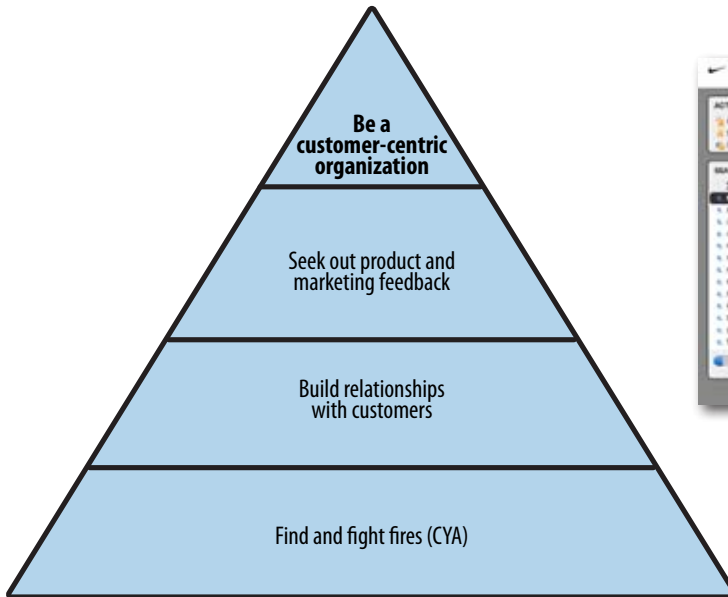 Be a
customer-centric
organization
Seek out product and
marketing feedback
Build relationships
with customers
Find and fight fires (CYA)